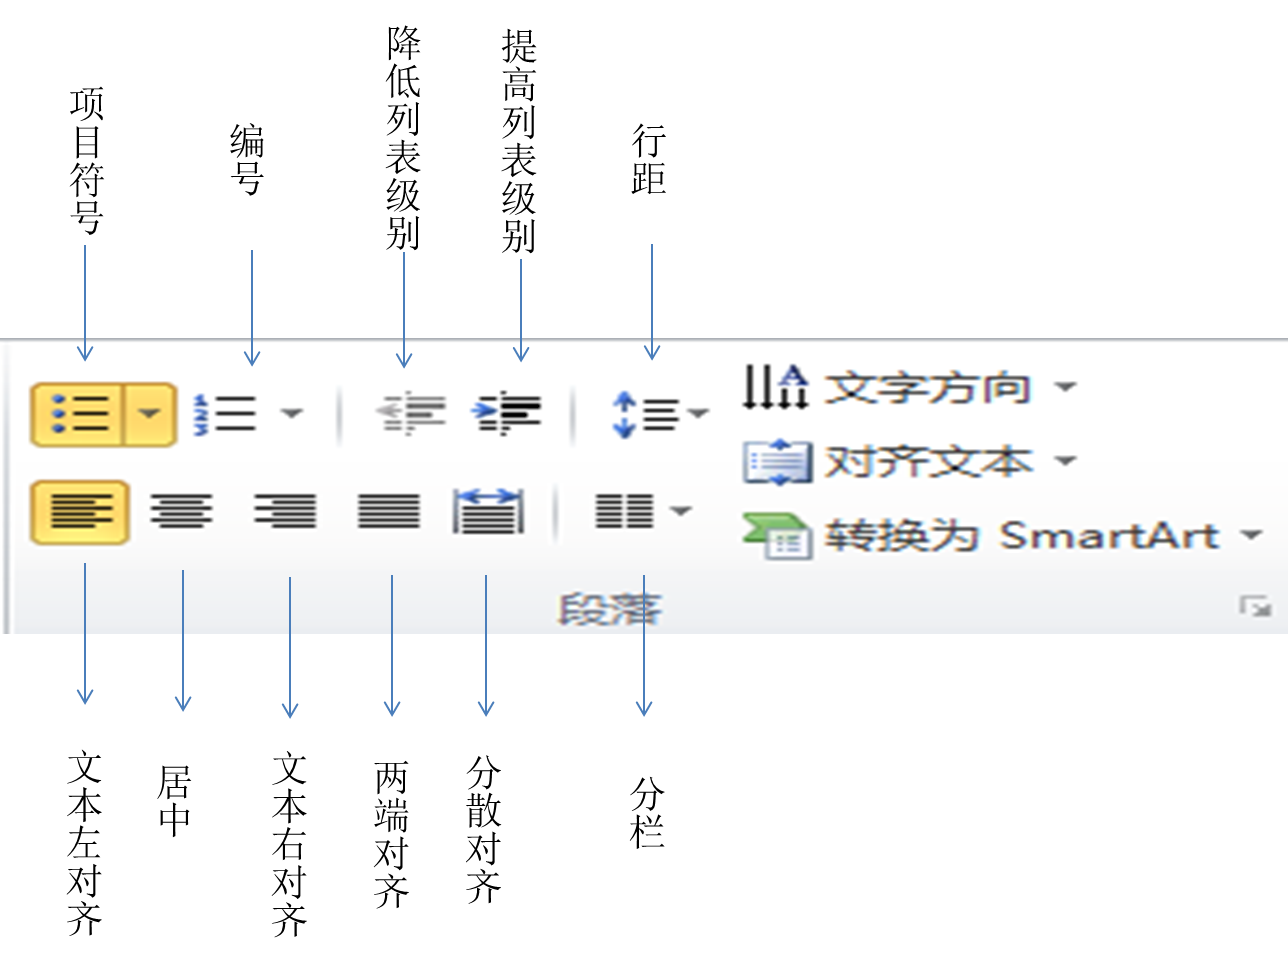 项目符号
编号
降低列表级别
提高列表级别
行距
文字方向
对齐文本
转换为 SmartArt
段落
文本左对齐
居中
文本右对齐
两端对齐
分散对齐
分栏